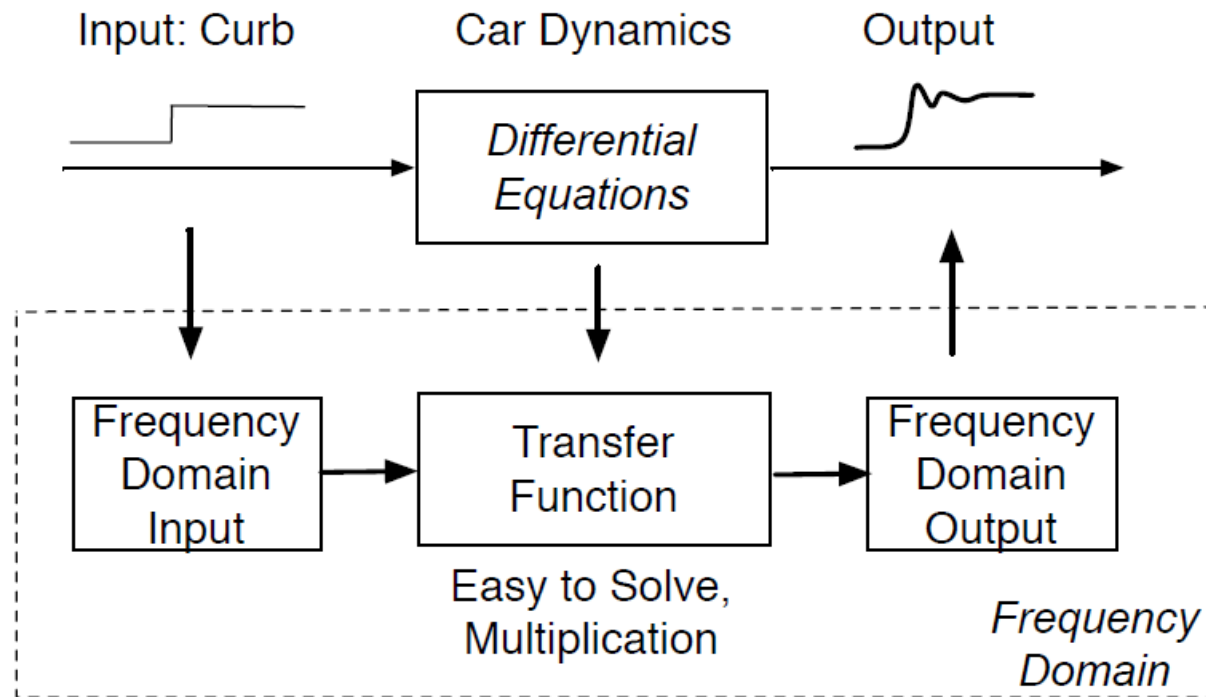 Input: Curb
Car Dynamics
Output
Differential
Equations
Frequency
Domain
Input
Transfer
Function
Frequency
Domain
Output
Easy to Solve,
Multiplication
Frequency
Domain